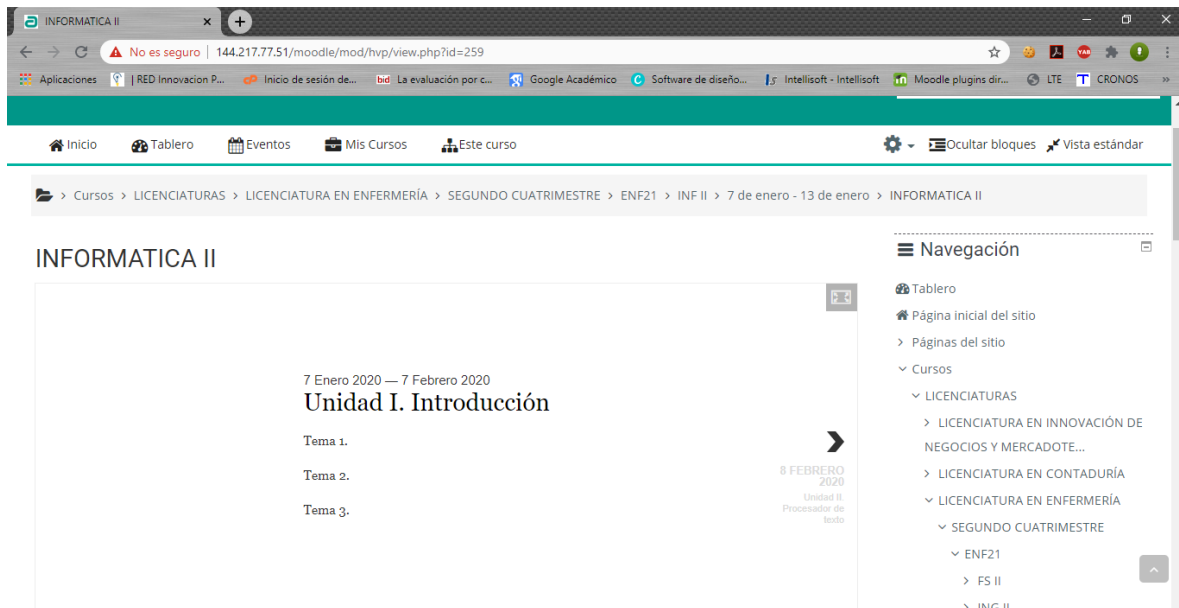 INFORMATICA II
No es seguro | 144.217.77.51/moodle/mod/hvp/view.php?id=259
Aplicaciones | RED Innovacion P... Inicio de sesión de... bid La evaluación por c... Google Académico Software de diseño... Intellisoft - Intellisoft Moodle plugins dir... LTE T CRONOS »
Inicio Tablero Eventos Mis Cursos Este curso Ocultar bloques Vista estándar
> Cursos > LICENCIATURAS > LICENCIATURA EN ENFERMERÍA > SEGUNDO CUATRIMESTRE > ENF21 > INF II > 7 de enero - 13 de enero > INFORMATICA II
INFORMATICA II
7 Enero 2020 — 7 Febrero 2020
Unidad I. Introducción
Tema 1.
Tema 2.
Tema 3.
8 FEBRERO
2020
Unidad II.
Procesador de
texto
Navegación
Tablero
Página inicial del sitio
Páginas del sitio
Cursos
LICENCIATURAS
LICENCIATURA EN INNOVACIÓN DE
NEGOCIOS Y MERCADOTE...
LICENCIATURA EN CONTADURÍA
LICENCIATURA EN ENFERMERÍA
SEGUNDO CUATRIMESTRE
ENF21
FS II
ING II